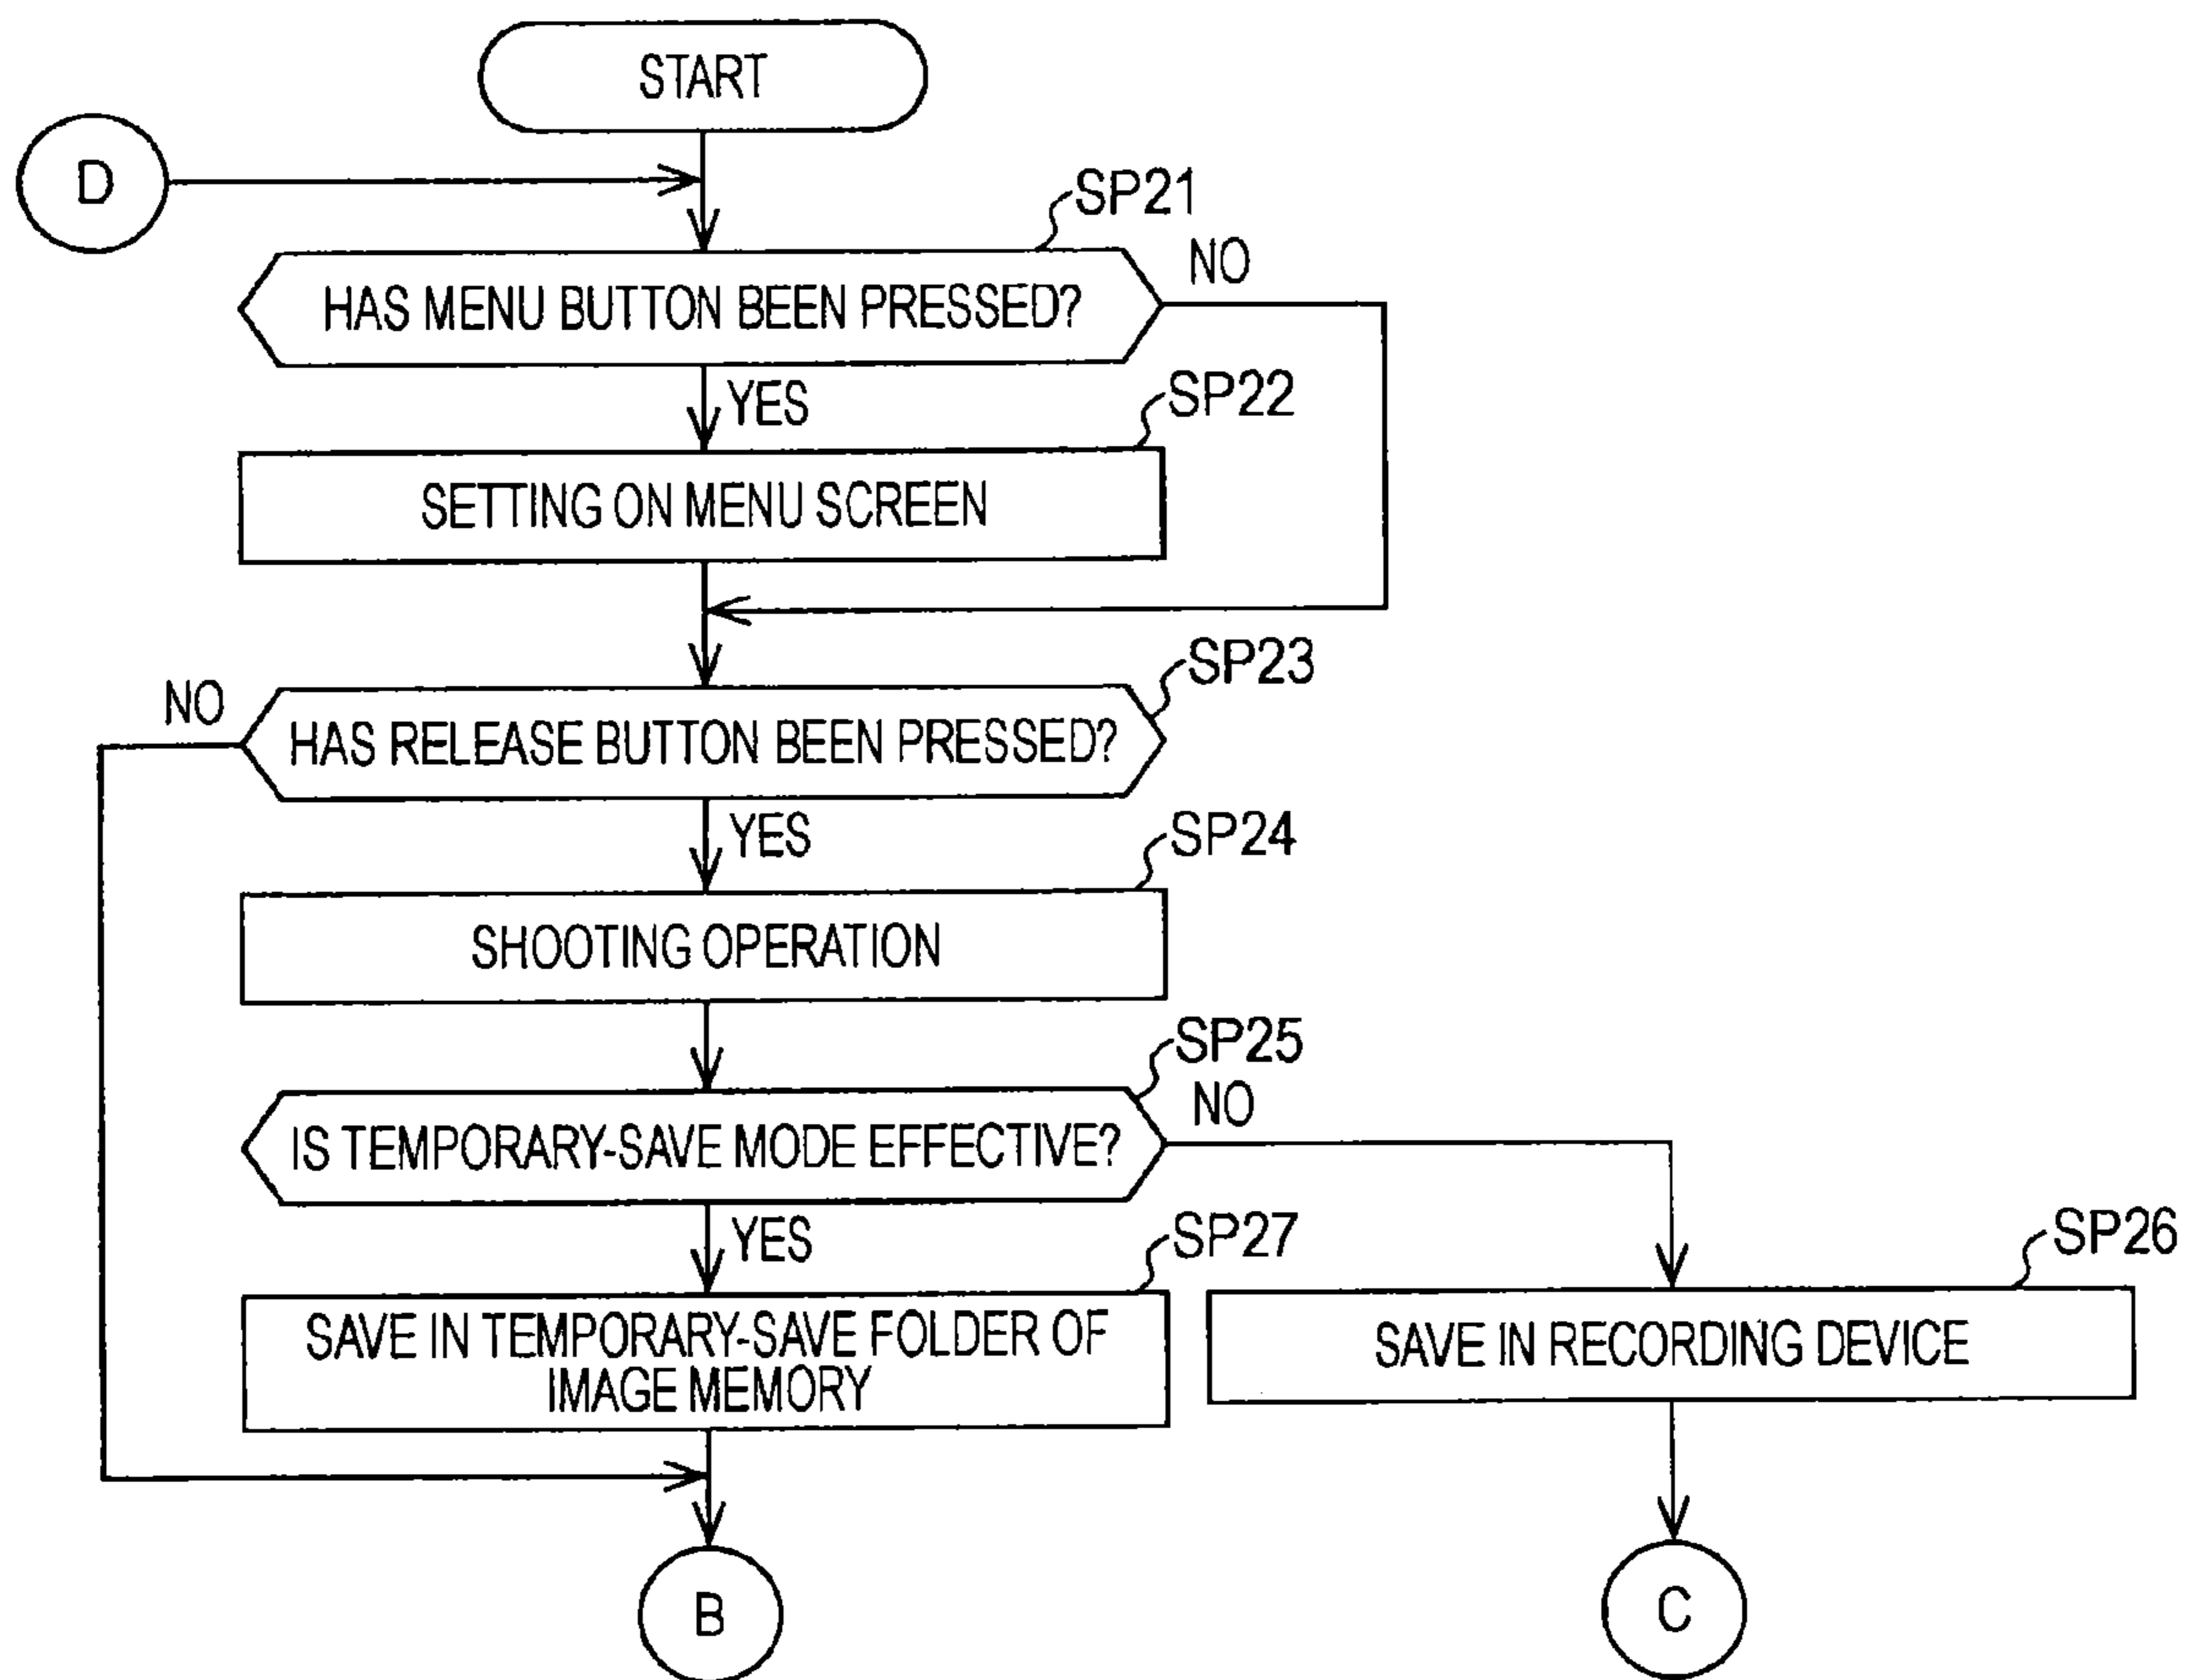 START
D
SP21
HAS MENU BUTTON BEEN PRESSED?
NO
YES
SP22
SETTING ON MENU SCREEN
SP23
NO
HAS RELEASE BUTTON BEEN PRESSED?
YES
SP24
SHOOTING OPERATION
SP25
IS TEMPORARY-SAVE MODE EFFECTIVE?
NO
YES
SP27
SAVE IN TEMPORARY-SAVE FOLDER OF
IMAGE MEMORY
SP26
SAVE IN RECORDING DEVICE
B
C